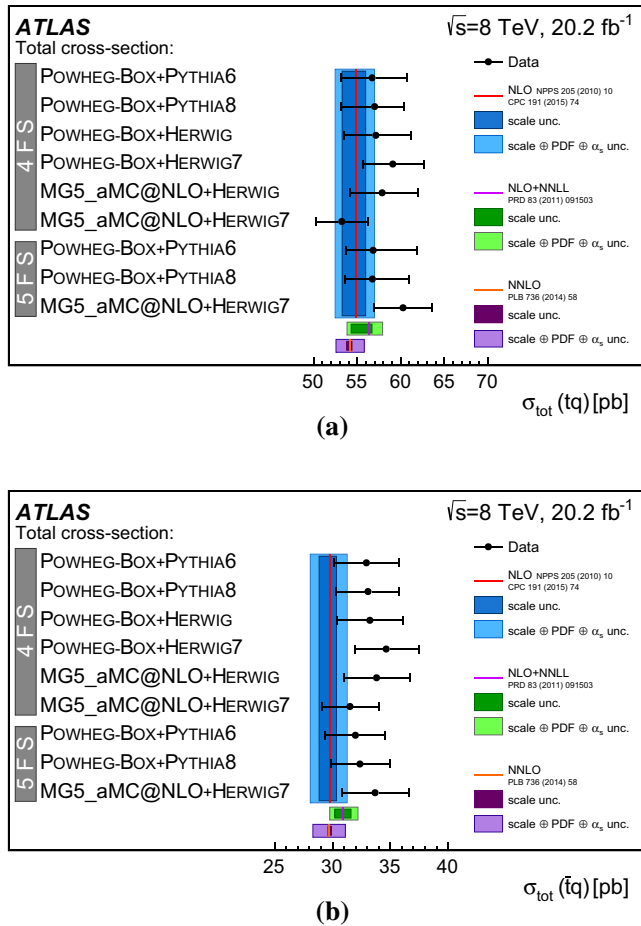 ATLAS
√s=8 TeV, 20.2 fb-1
Total cross-section:
4FS
POWHEG-BOX+PYTHIA6
POWHEG-BOX+PYTHIA8
POWHEG-BOX+HERWIG
POWHEG-BOX+HERWIG7
MG5_aMC@NLO+HERWIG
MG5_aMC@NLO+HERWIG7
5FS
POWHEG-BOX+PYTHIA6
POWHEG-BOX+PYTHIA8
MG5_aMC@NLO+HERWIG7
Data
NLO NPPS 205 (2010) 10
CPC 191 (2015) 74
scale unc.
scale ⊕ PDF ⊕ αs unc.
NLO+NNLL
PRD 83 (2011) 091503
scale unc.
scale ⊕ PDF ⊕ αs unc.
NNLO
PLB 736 (2014) 58
scale unc.
scale ⊕ PDF ⊕ αs unc.
50 55 60 65 70
σtot (tq) [pb]
(a)
ATLAS
√s=8 TeV, 20.2 fb-1
Total cross-section:
4FS
POWHEG-BOX+PYTHIA6
POWHEG-BOX+PYTHIA8
POWHEG-BOX+HERWIG
POWHEG-BOX+HERWIG7
MG5_aMC@NLO+HERWIG
MG5_aMC@NLO+HERWIG7
5FS
POWHEG-BOX+PYTHIA6
POWHEG-BOX+PYTHIA8
MG5_aMC@NLO+HERWIG7
Data
NLO NPPS 205 (2010) 10
CPC 191 (2015) 74
scale unc.
scale ⊕ PDF ⊕ αs unc.
NLO+NNLL
PRD 83 (2011) 091503
scale unc.
scale ⊕ PDF ⊕ αs unc.
NNLO
PLB 736 (2014) 58
scale unc.
scale ⊕ PDF ⊕ αs unc.
25 30 35 40
σtot (t̄q) [pb]
(b)